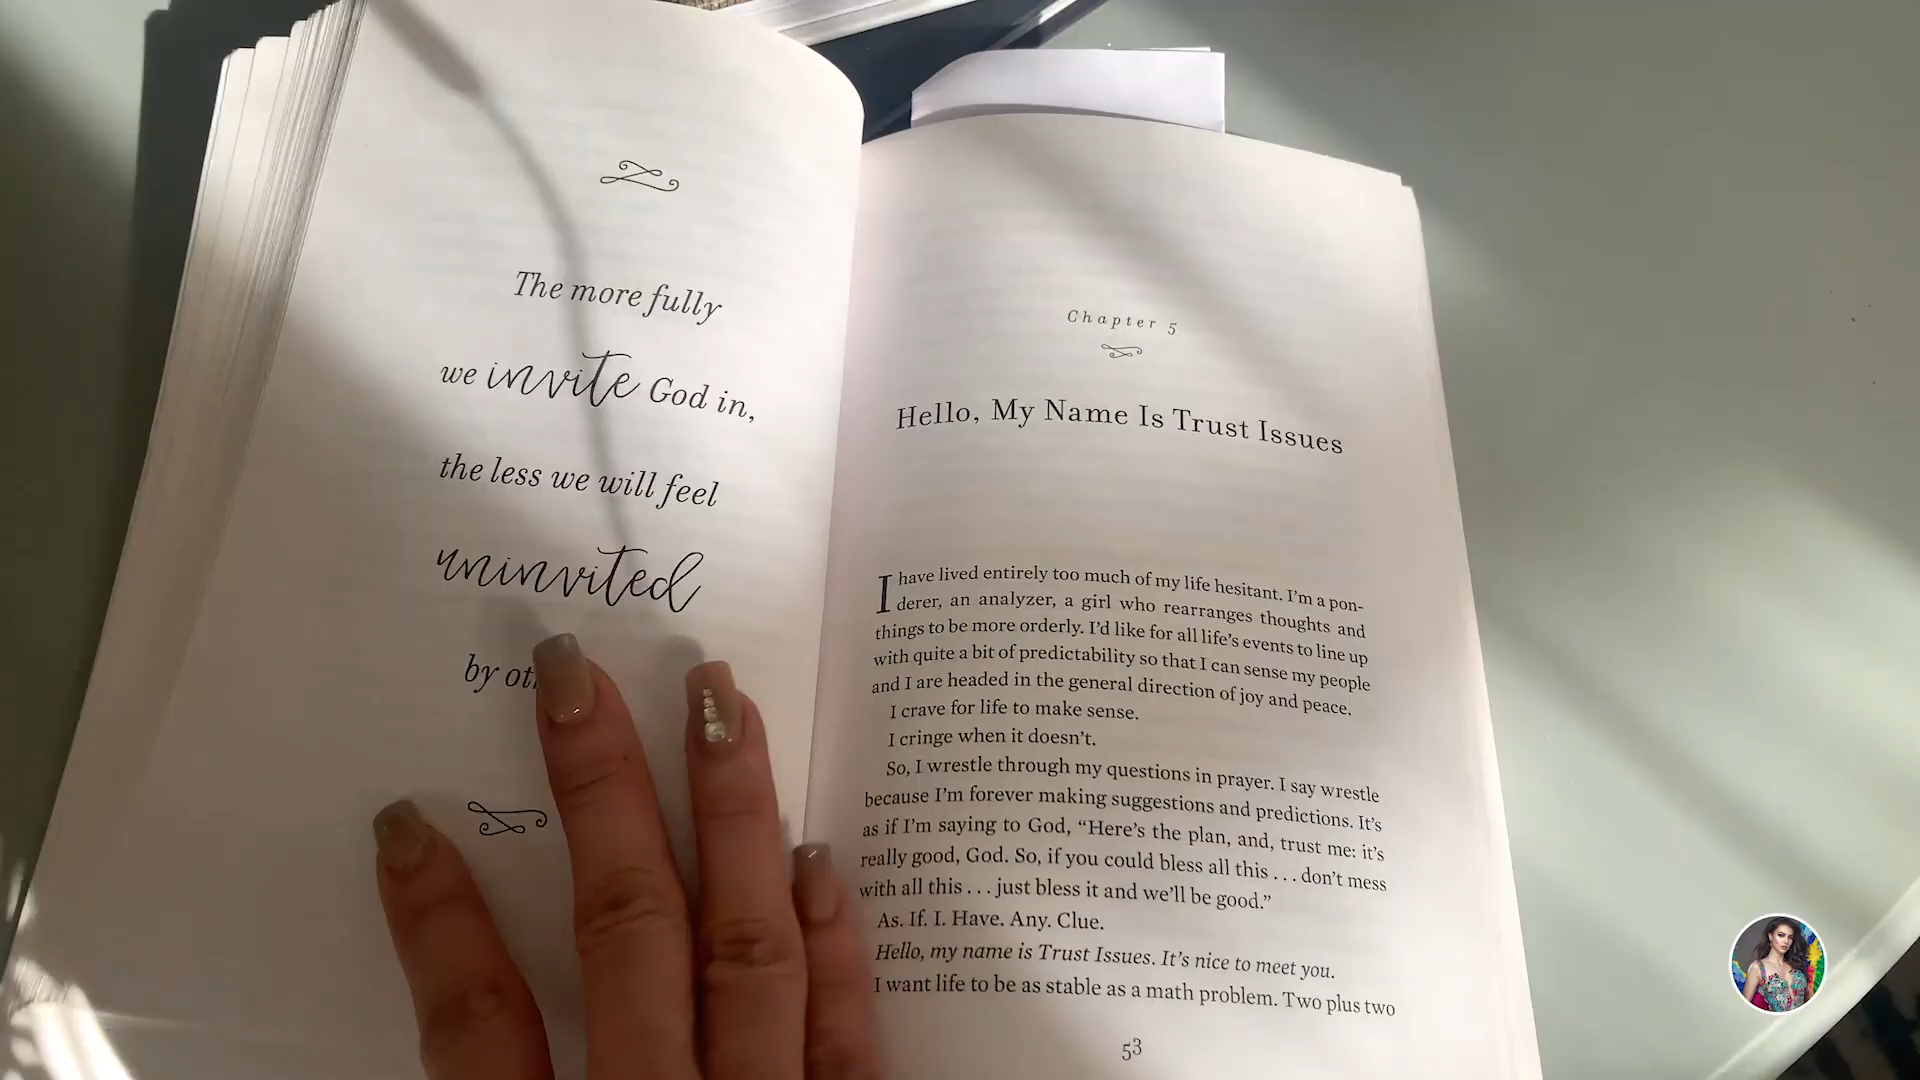 The more fully
we invite God in,
the less we will feel
uninvited
by
Chapter 5
Hello, My Name Is Trust Issues
I have lived entirely too much of my life hesitant. I'm a pon-
derer, an analyzer, a girl who rearranges thoughts and
things to be more orderly. I'd like for all life's events to line up
with quite a bit of predictability so that I can sense my people
and I are headed in the general direction of joy and peace.
I crave for life to make sense.
I cringe when it doesn't.
So, I wrestle through my questions in prayer. I say wrestle
because I'm forever making suggestions and predictions. It's
as if I'm saying to God, “Here's the plan, and, trust me: it's
really good, God. So, if you could bless all this . . . don't mess
with all this . . . just bless it and we'll be good.”
As. If. I. Have. Any. Clue.
Hello, my name is Trust Issues. It's nice to meet you.
I want life to be as stable as a math problem. Two plus two
53